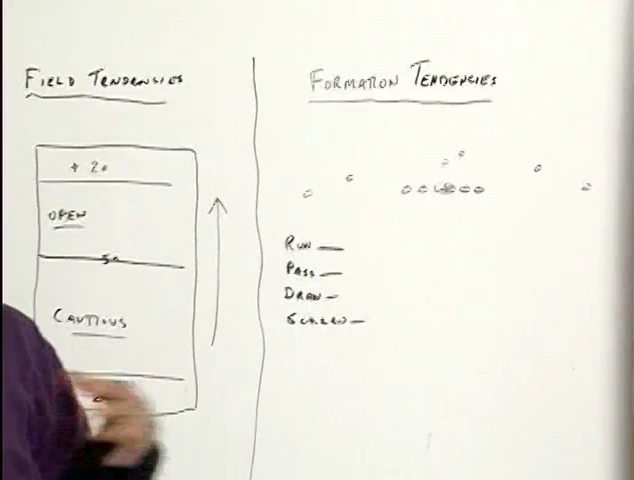 FIELD TENDENCIES
+ 20
OPEN
50
CAUTIOUS
FORMATION TENDENCIES
RUN
PASS
DRAW
SCREEN